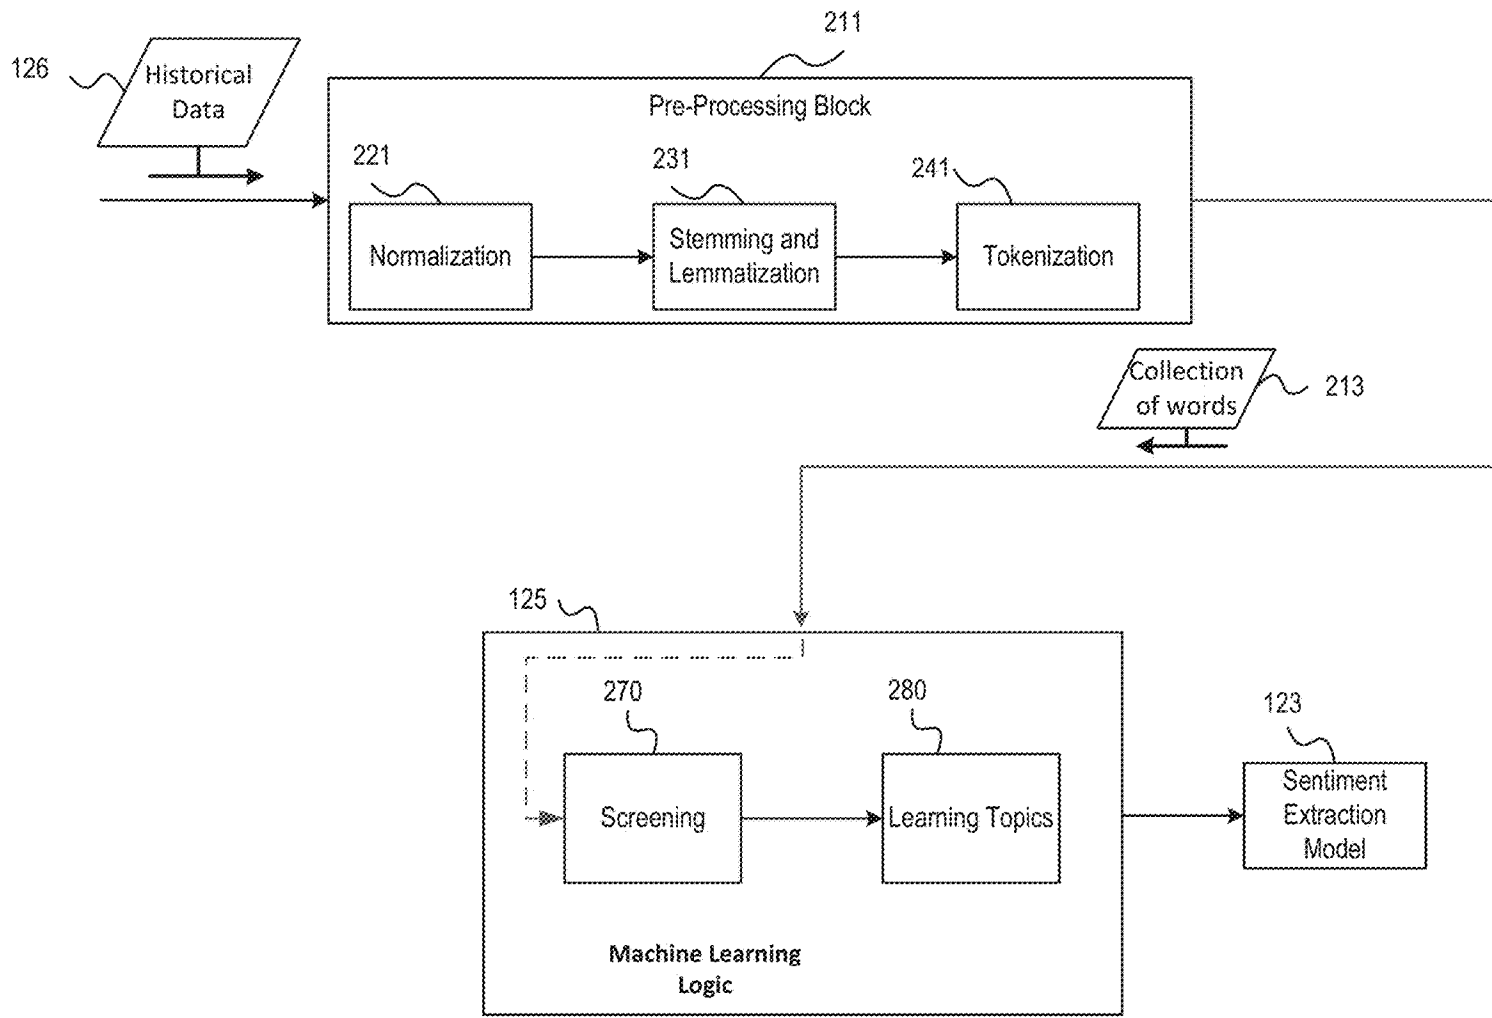 211
126
Historical
Data
Pre-Processing Block
221
231
241
Normalization
Stemming and
Lemmatization
Tokenization
Collection
of words
213
125
270
280
123
Screening
Learning Topics
Sentiment
Extraction
Model
Machine Learning
Logic